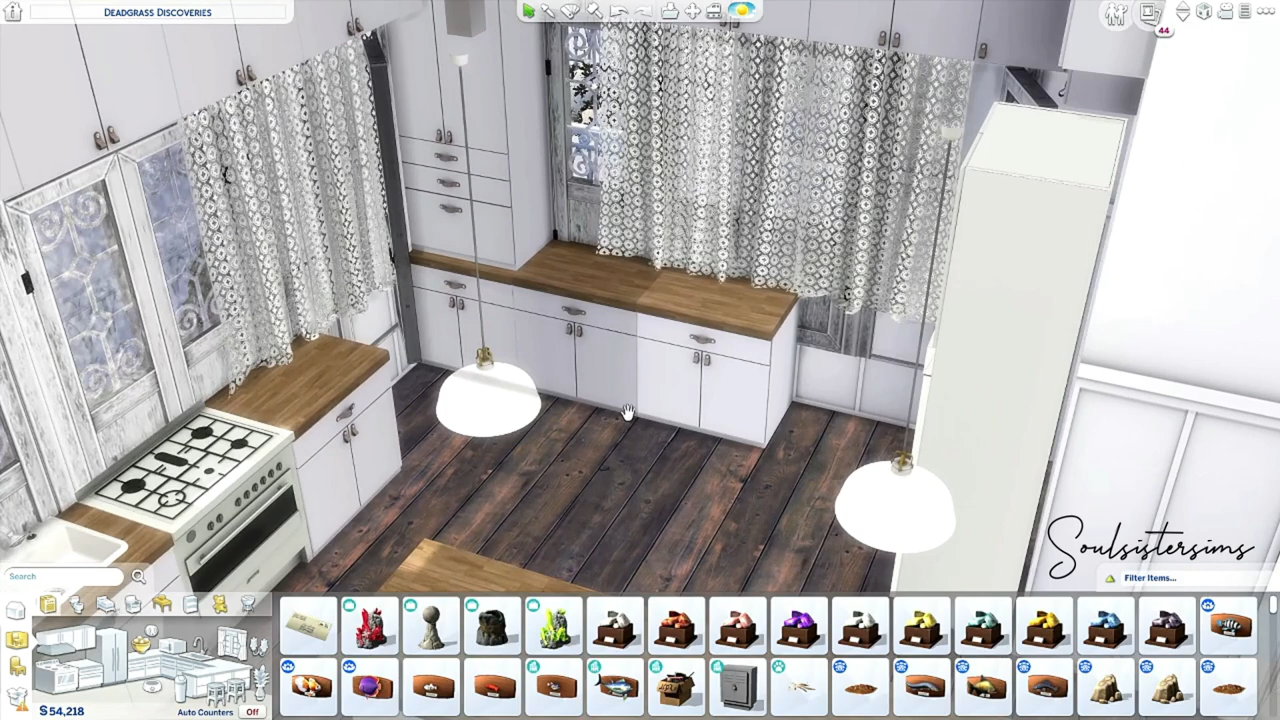 DEADGRASS DISCOVERIES
44
Soulsistersims
Search
Filter Items...
$54,218
Auto Counters Off